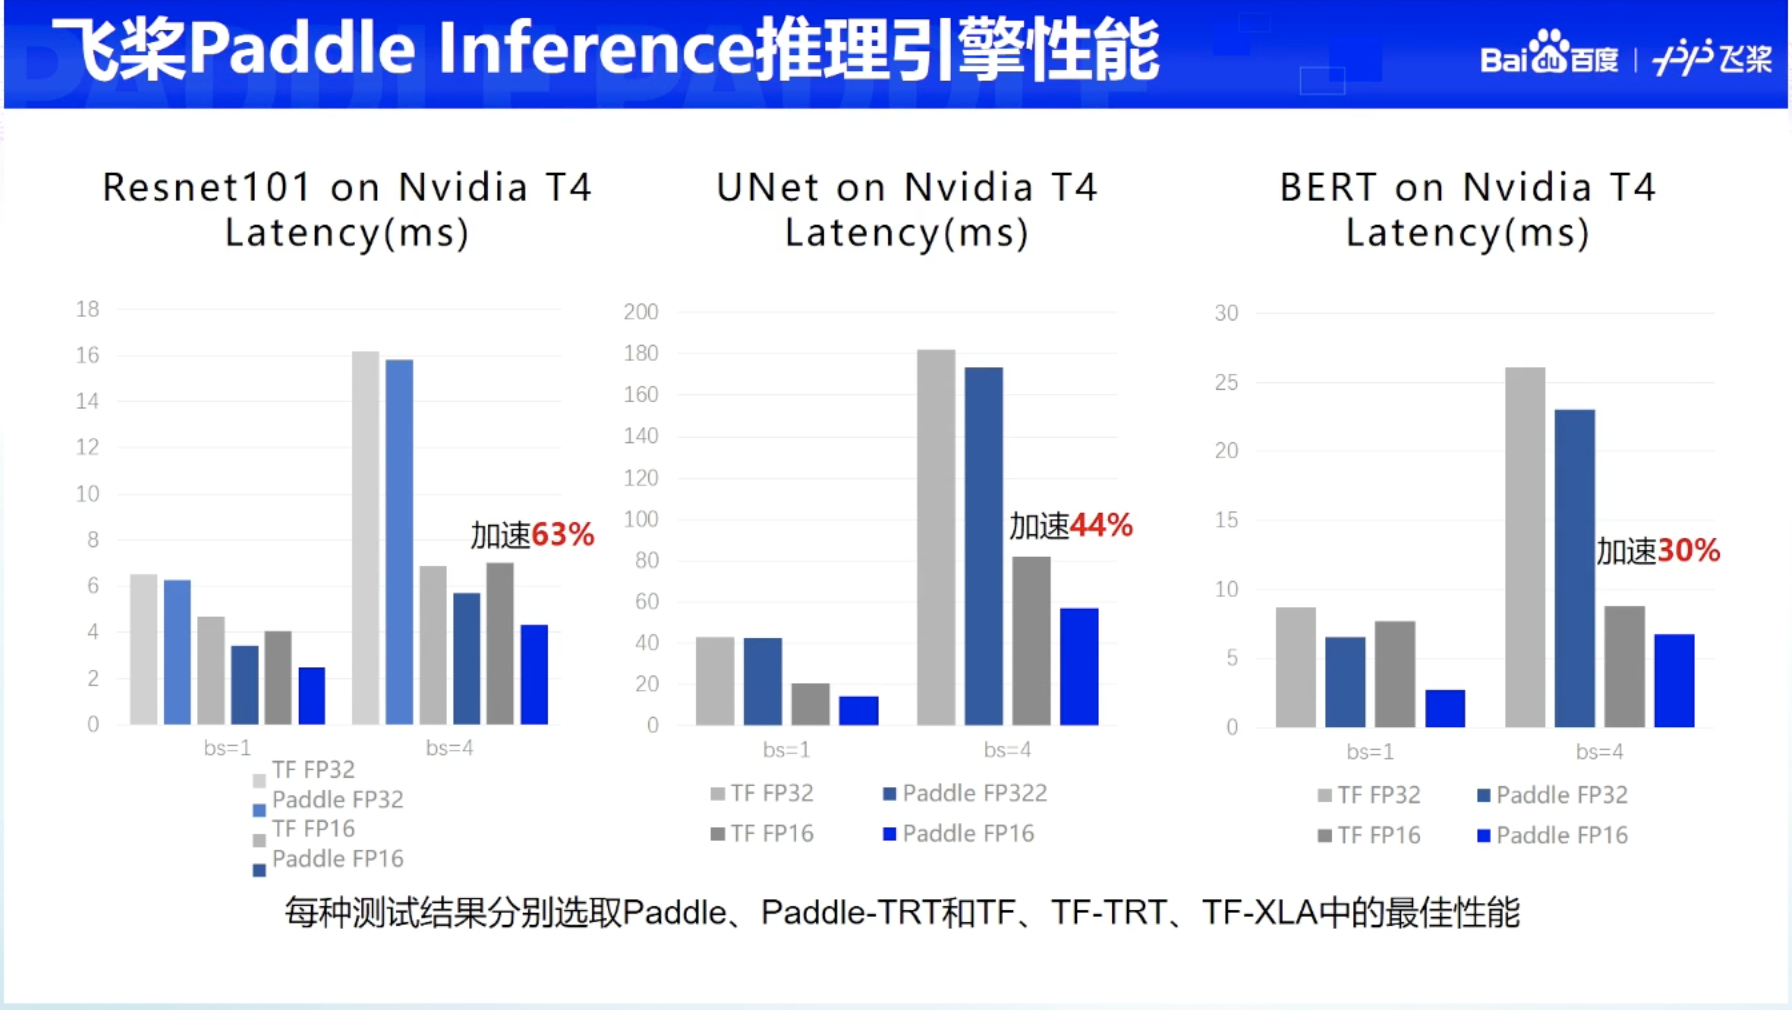 飞桨Paddle Inference推理引擎性能
Bai du 百度 | 飞桨
Resnet101 on Nvidia T4
Latency(ms)
18
16
14
12
10
8
6
4
2
0
加速63%
bs=1
bs=4
TF FP32
Paddle FP32
TF FP16
Paddle FP16
UNet on Nvidia T4
Latency(ms)
200
180
160
140
120
100
80
60
40
20
0
加速44%
bs=1
bs=4
TF FP32
Paddle FP322
TF FP16
Paddle FP16
BERT on Nvidia T4
Latency(ms)
30
25
20
15
10
5
0
加速30%
bs=1
bs=4
TF FP32
Paddle FP32
TF FP16
Paddle FP16
每种测试结果分别选取Paddle、Paddle-TRT和TF、TF-TRT、TF-XLA中的最佳性能